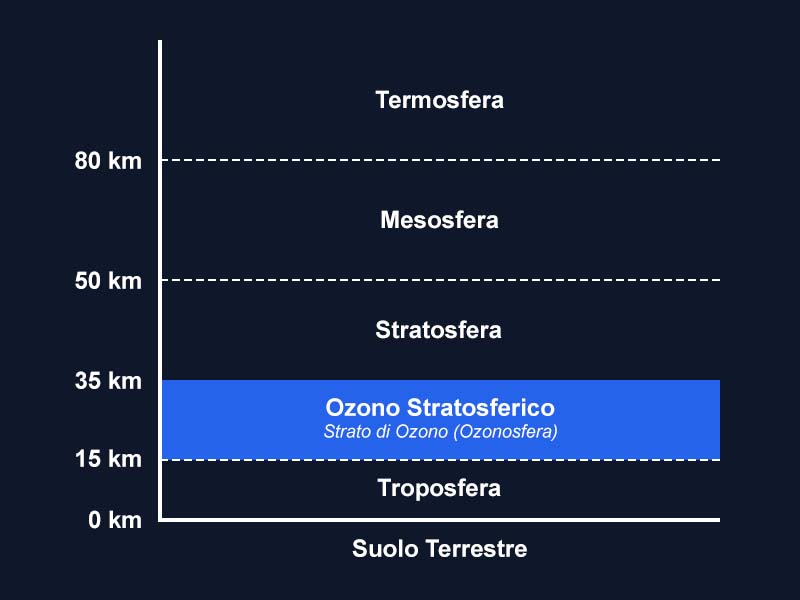 Termosfera
80 km
Mesosfera
50 km
Stratosfera
35 km
Ozono Stratosferico
Strato di Ozono (Ozonosfera)
15 km
Troposfera
0 km
Suolo Terrestre